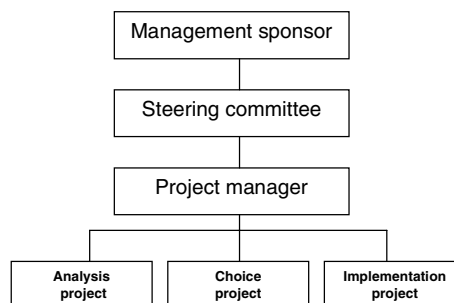 Management sponsor
Steering committee
Project manager
Analysis
project
Choice
project
Implementation
project